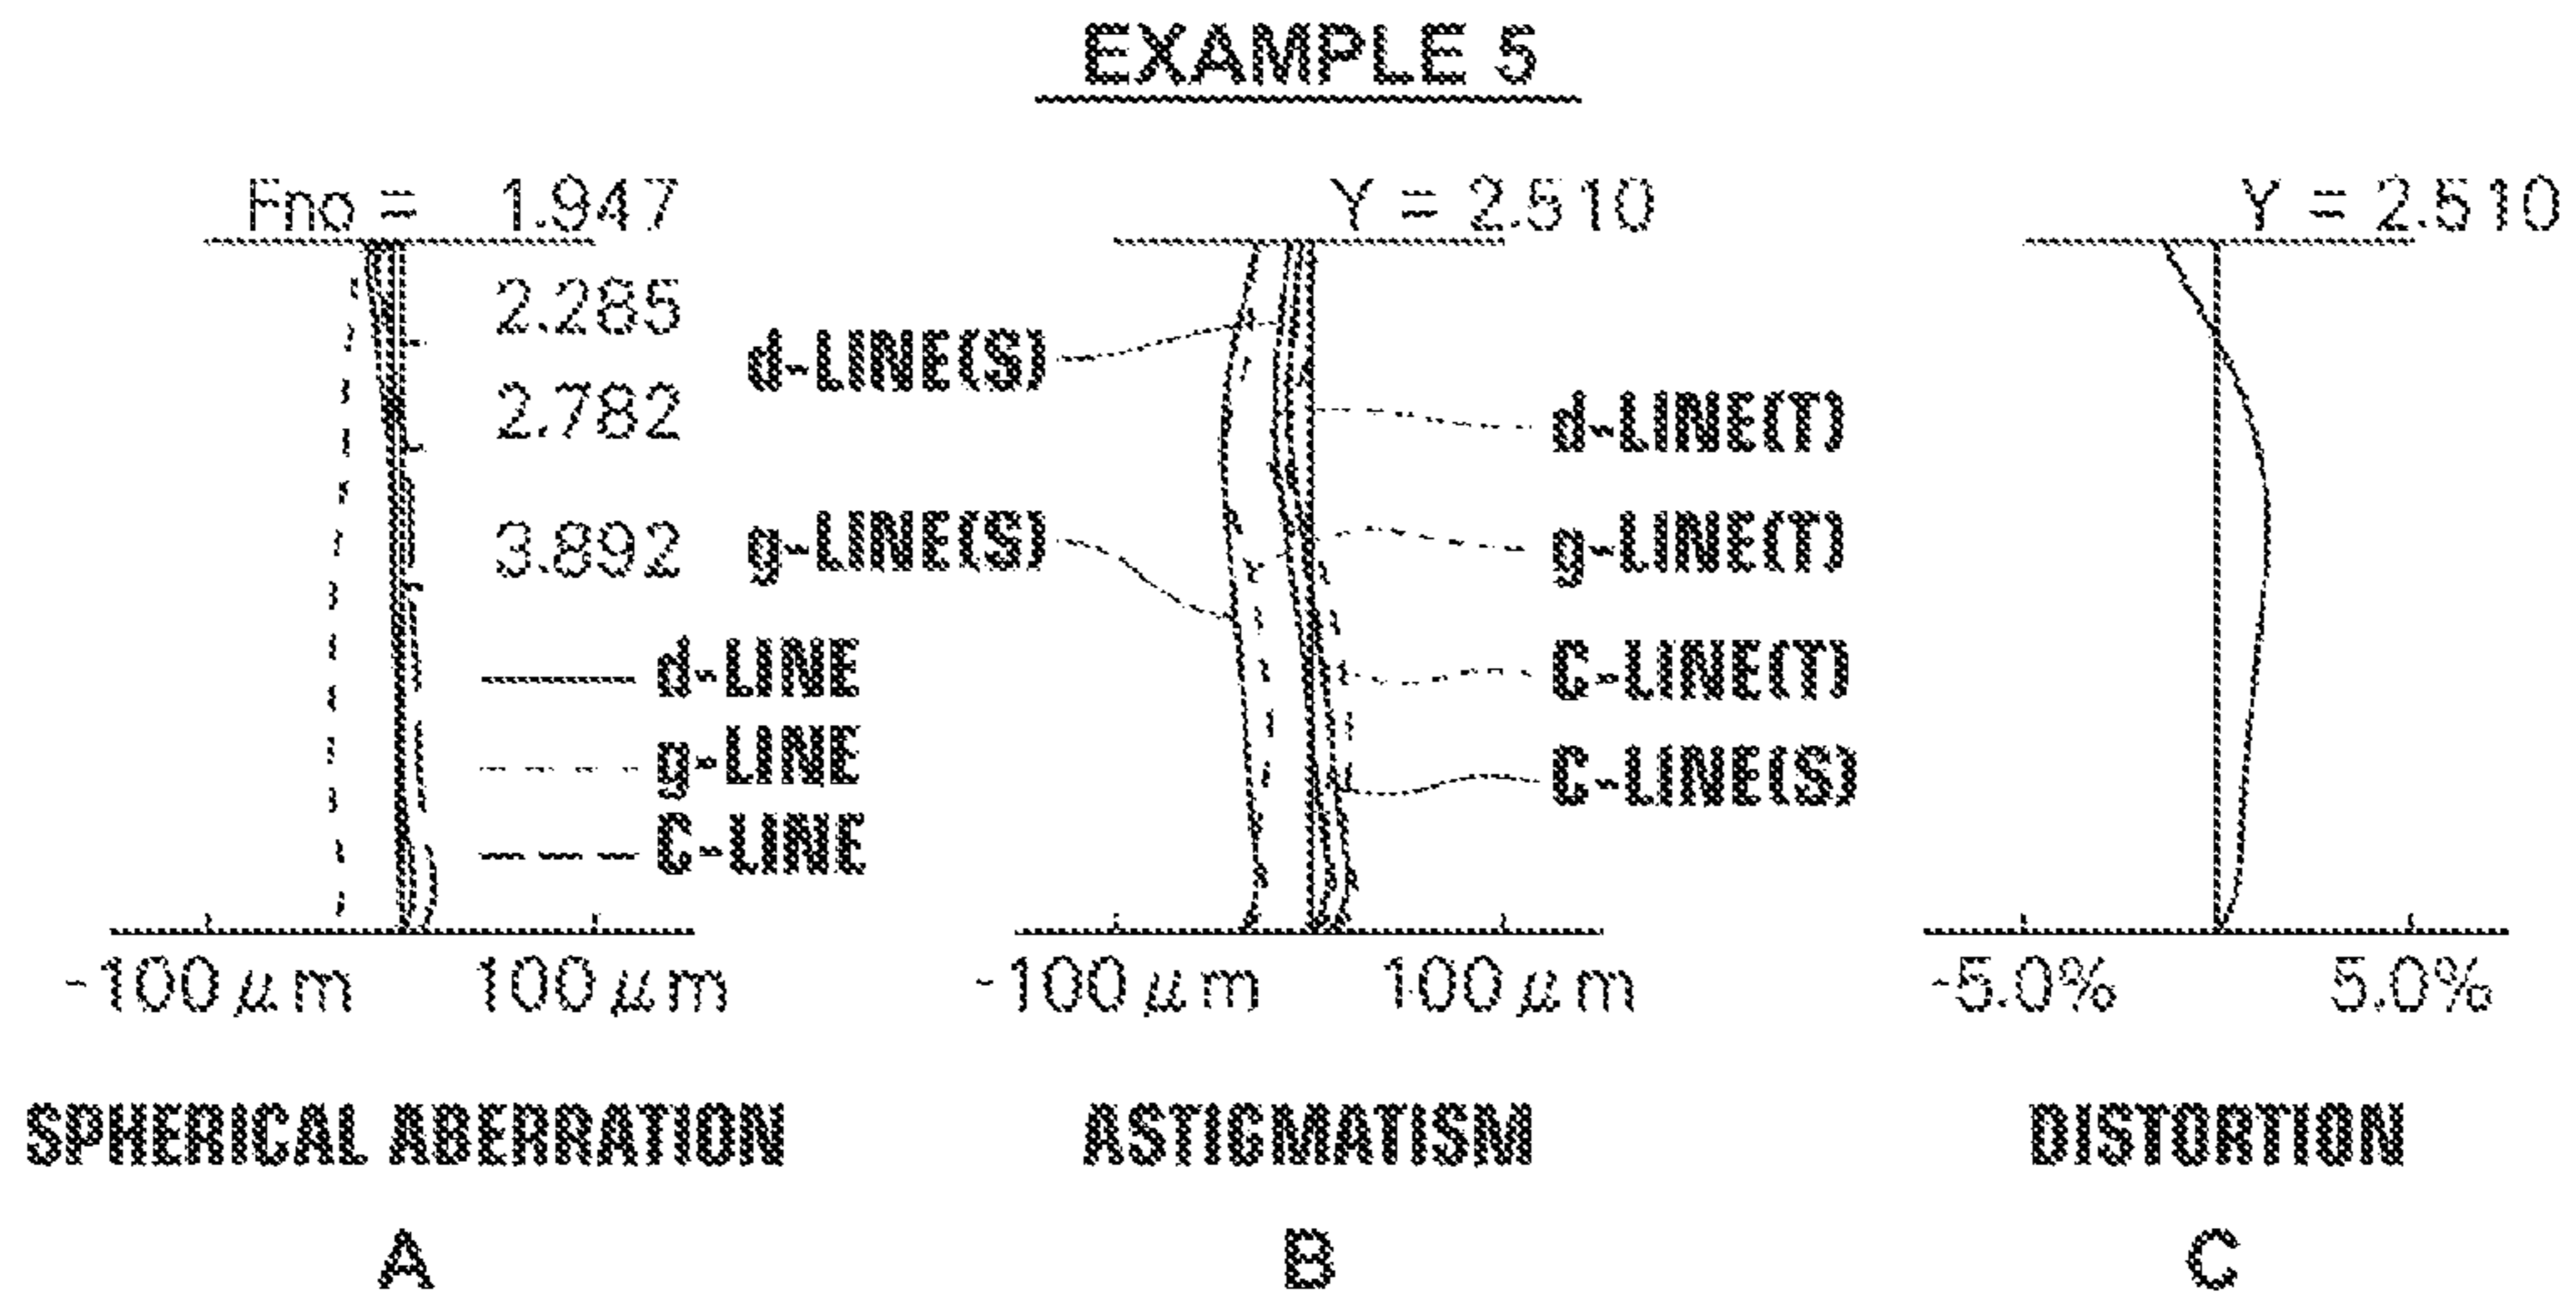 EXAMPLE 5
Fno = 1.947
2.285
2.782
3.892
d-LINE
g-LINE
C-LINE
-100μm 100μm
SPHERICAL ABERRATION
A
Y = 2.510
d-LINE(S)
g-LINE(S)
d-LINE(T)
g-LINE(T)
C-LINE(T)
C-LINE(S)
-100μm 100μm
ASTIGMATISM
B
Y = 2.510
-5.0% 5.0%
DISTORTION
C